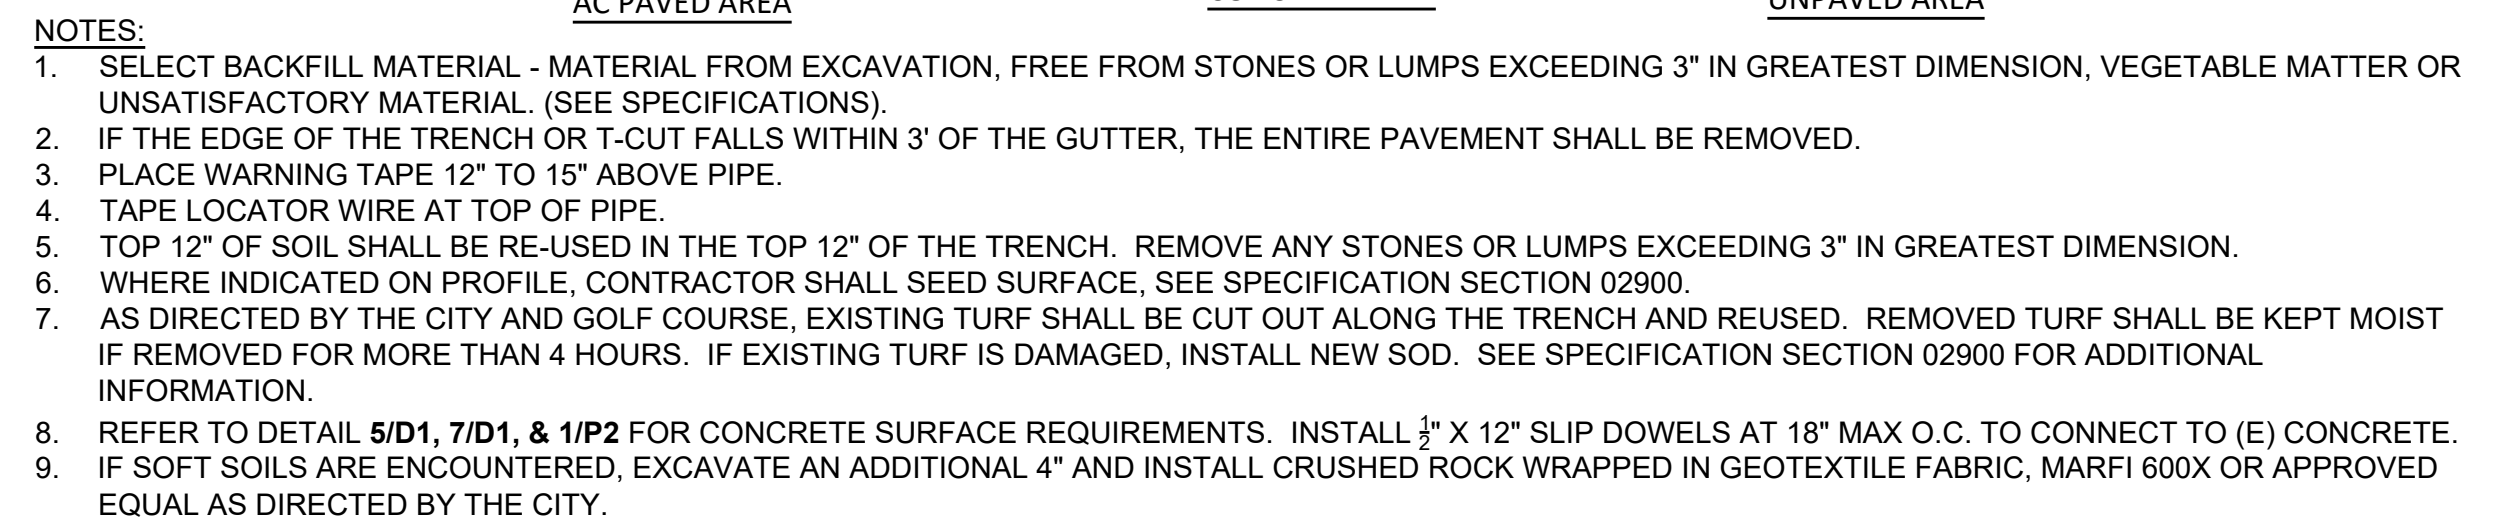 AC PAVED AREA
UNPAVED AREA
NOTES:
1. SELECT BACKFILL MATERIAL - MATERIAL FROM EXCAVATION, FREE FROM STONES OR LUMPS EXCEEDING 3" IN GREATEST DIMENSION, VEGETABLE MATTER OR
UNSATISFACTORY MATERIAL. (SEE SPECIFICATIONS).
2. IF THE EDGE OF THE TRENCH OR T-CUT FALLS WITHIN 3' OF THE GUTTER, THE ENTIRE PAVEMENT SHALL BE REMOVED.
3. PLACE WARNING TAPE 12" TO 15" ABOVE PIPE.
4. TAPE LOCATOR WIRE AT TOP OF PIPE.
5. TOP 12" OF SOIL SHALL BE RE-USED IN THE TOP 12" OF THE TRENCH. REMOVE ANY STONES OR LUMPS EXCEEDING 3" IN GREATEST DIMENSION.
6. WHERE INDICATED ON PROFILE, CONTRACTOR SHALL SEED SURFACE, SEE SPECIFICATION SECTION 02900.
7. AS DIRECTED BY THE CITY AND GOLF COURSE, EXISTING TURF SHALL BE CUT OUT ALONG THE TRENCH AND REUSED. REMOVED TURF SHALL BE KEPT MOIST
IF REMOVED FOR MORE THAN 4 HOURS. IF EXISTING TURF IS DAMAGED, INSTALL NEW SOD. SEE SPECIFICATION SECTION 02900 FOR ADDITIONAL
INFORMATION.
8. REFER TO DETAIL 5/D1, 7/D1, & 1/P2 FOR CONCRETE SURFACE REQUIREMENTS. INSTALL ½" X 12" SLIP DOWELS AT 18" MAX O.C. TO CONNECT TO (E) CONCRETE.
9. IF SOFT SOILS ARE ENCOUNTERED, EXCAVATE AN ADDITIONAL 4" AND INSTALL CRUSHED ROCK WRAPPED IN GEOTEXTILE FABRIC, MARFI 600X OR APPROVED
EQUAL AS DIRECTED BY THE CITY.